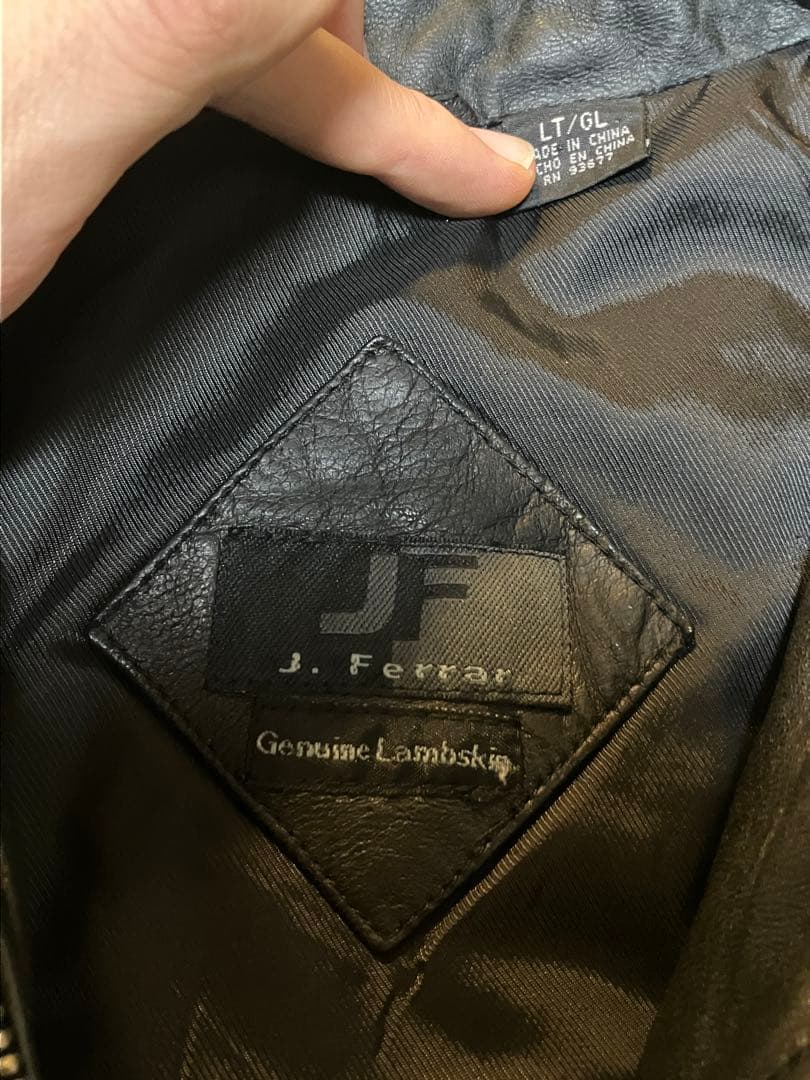 LT/GL
ADE IN CHINA
CHO EN CHINA
RN 93677
JF
J. Ferrar
Genuine Lambskin